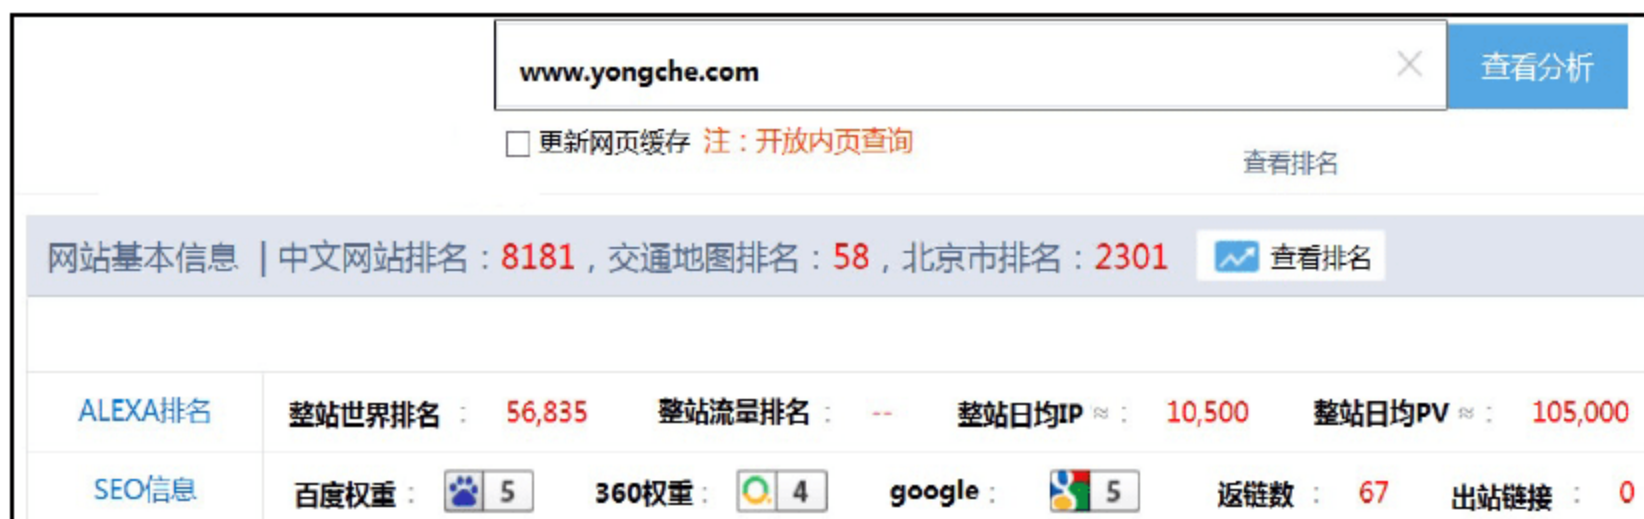 www.yongche.com × 查看分析
更新网页缓存 注：开放内页查询
查看排名
网站基本信息 | 中文网站排名：8181，交通地图排名：58，北京市排名：2301 查看排名
ALEXA排名 整站世界排名： 56,835 整站流量排名： -- 整站日均IP≈： 10,500 整站日均PV≈： 105,000
SEO信息 百度权重： 5 360权重： 4 google： 5 返链数： 67 出站链接： 0